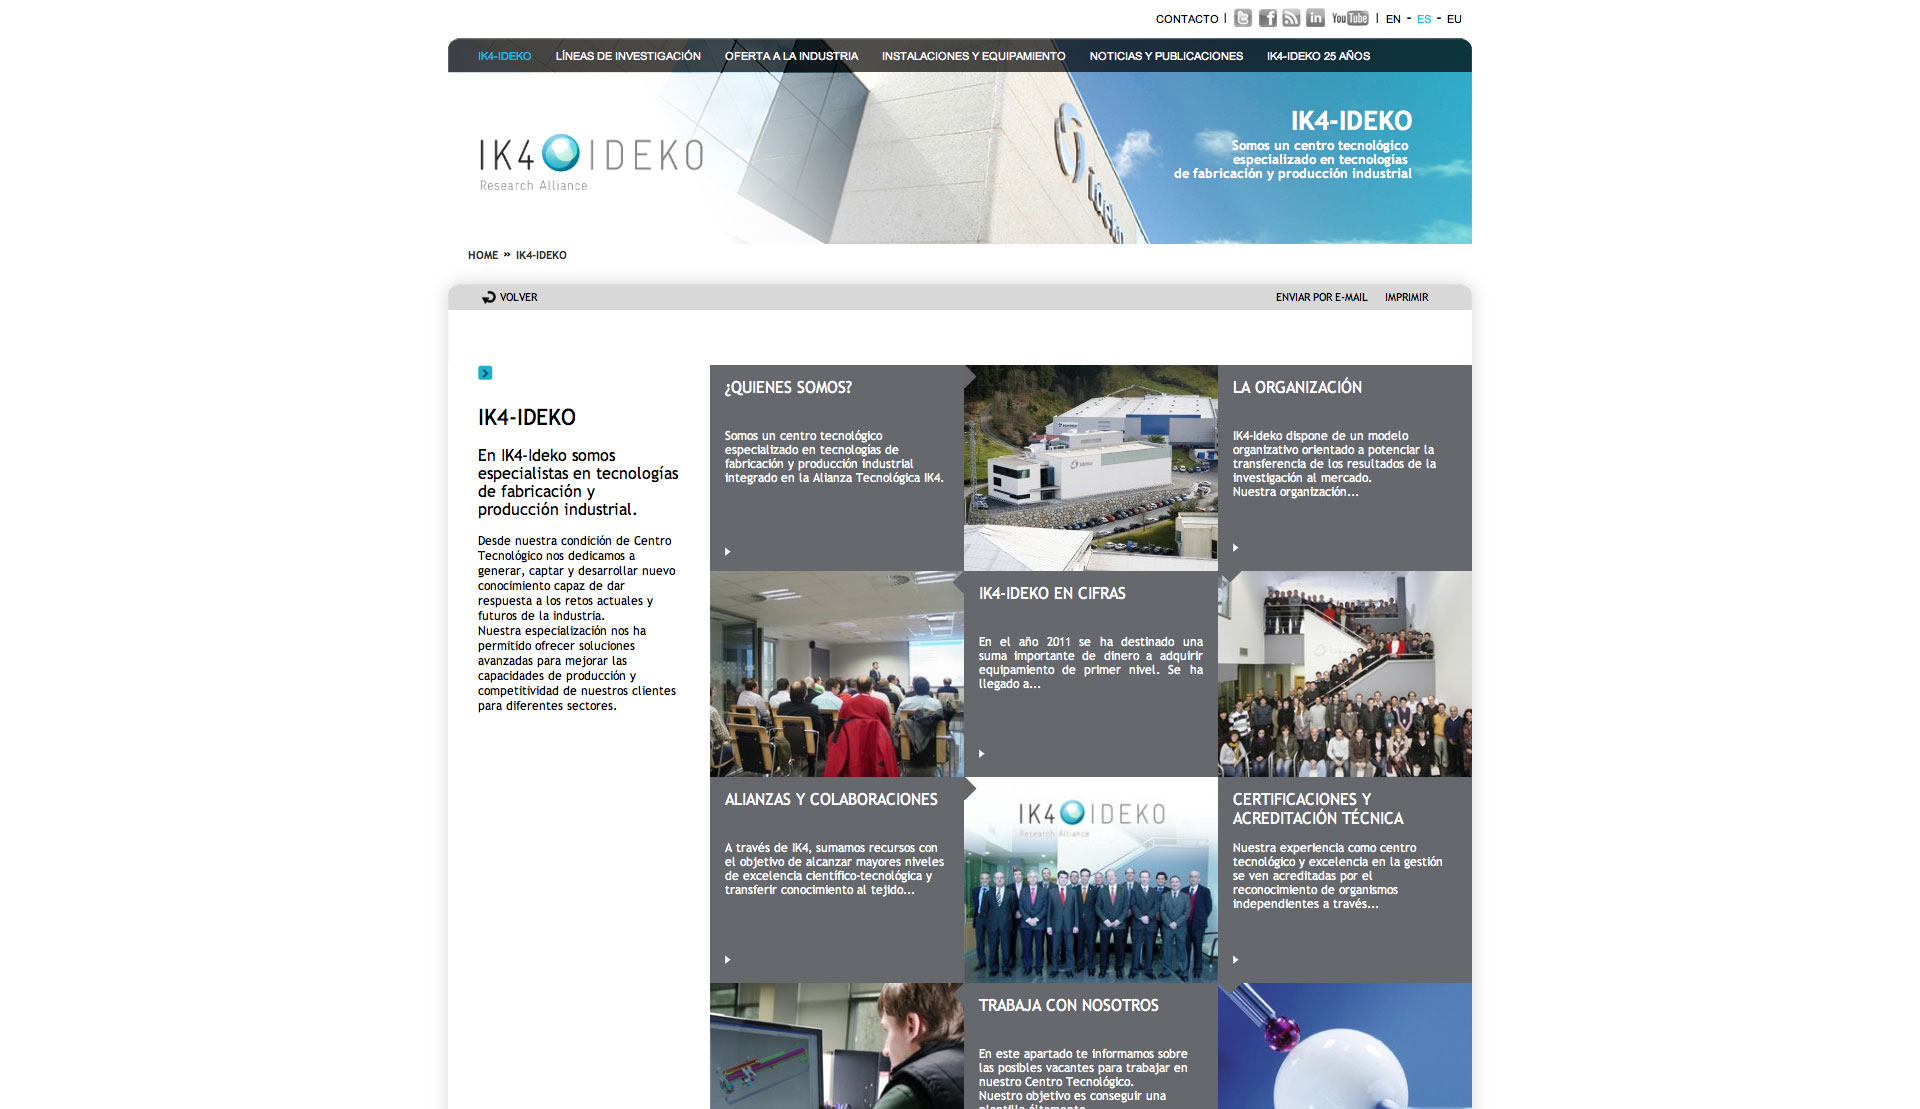 CONTACTO | You Tube | EN - ES - EU
IK4-IDEKO LÍNEAS DE INVESTIGACIÓN OFERTA A LA INDUSTRIA INSTALACIONES Y EQUIPAMIENTO NOTICIAS Y PUBLICACIONES IK4-IDEKO 25 AÑOS
IK4 IDEKO
Research Alliance
IK4-IDEKO
Somos un centro tecnológico
especializado en tecnologías
de fabricación y producción industrial
HOME » IK4-IDEKO
VOLVER ENVIAR POR E-MAIL IMPRIMIR
IK4-IDEKO
En IK4-Ideko somos
especialistas en tecnologías
de fabricación y
producción industrial.
Desde nuestra condición de Centro
Tecnológico nos dedicamos a
generar, captar y desarrollar nuevo
conocimiento capaz de dar
respuesta a los retos actuales y
futuros de la industria.
Nuestra especialización nos ha
permitido ofrecer soluciones
avanzadas para mejorar las
capacidades de producción y
competitividad de nuestros clientes
para diferentes sectores.
¿QUIENES SOMOS?
Somos un centro tecnológico
especializado en tecnologías de
fabricación y producción industrial
integrado en la Alianza Tecnológica IK4.
LA ORGANIZACIÓN
IK4-Ideko dispone de un modelo
organizativo orientado a potenciar la
transferencia de los resultados de la
investigación al mercado.
Nuestra organización...
IK4-IDEKO EN CIFRAS
En el año 2011 se ha destinado una
suma importante de dinero a adquirir
equipamiento de primer nivel. Se ha
llegado a...
ALIANZAS Y COLABORACIONES
A través de IK4, sumamos recursos con
el objetivo de alcanzar mayores niveles
de excelencia científico-tecnológica y
transferir conocimiento al tejido...
IK4 IDEKO
Research Alliance
CERTIFICACIONES Y
ACREDITACIÓN TÉCNICA
Nuestra experiencia como centro
tecnológico y excelencia en la gestión
se ven acreditadas por el
reconocimiento de organismos
independientes a través...
TRABAJA CON NOSOTROS
En este apartado te informamos sobre
las posibles vacantes para trabajar en
nuestro Centro Tecnológico.
Nuestro objetivo es conseguir una